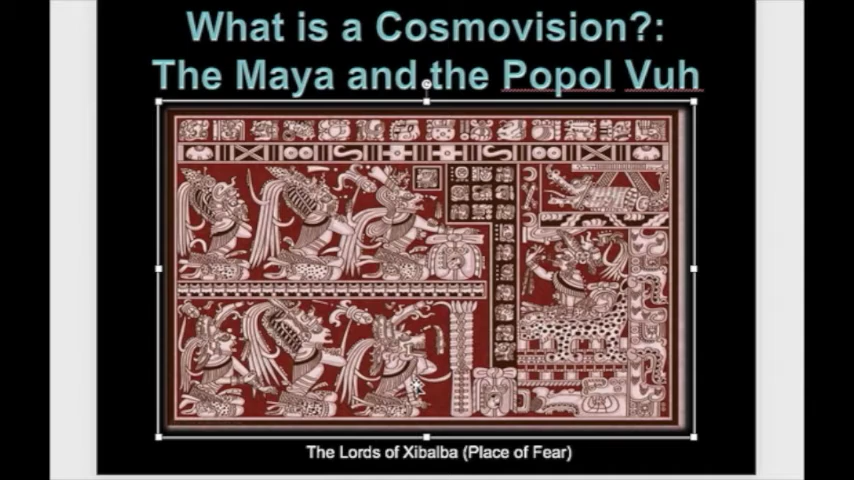 What is a Cosmovision?:
The Maya and the Popol Vuh
The Lords of Xibalba (Place of Fear)